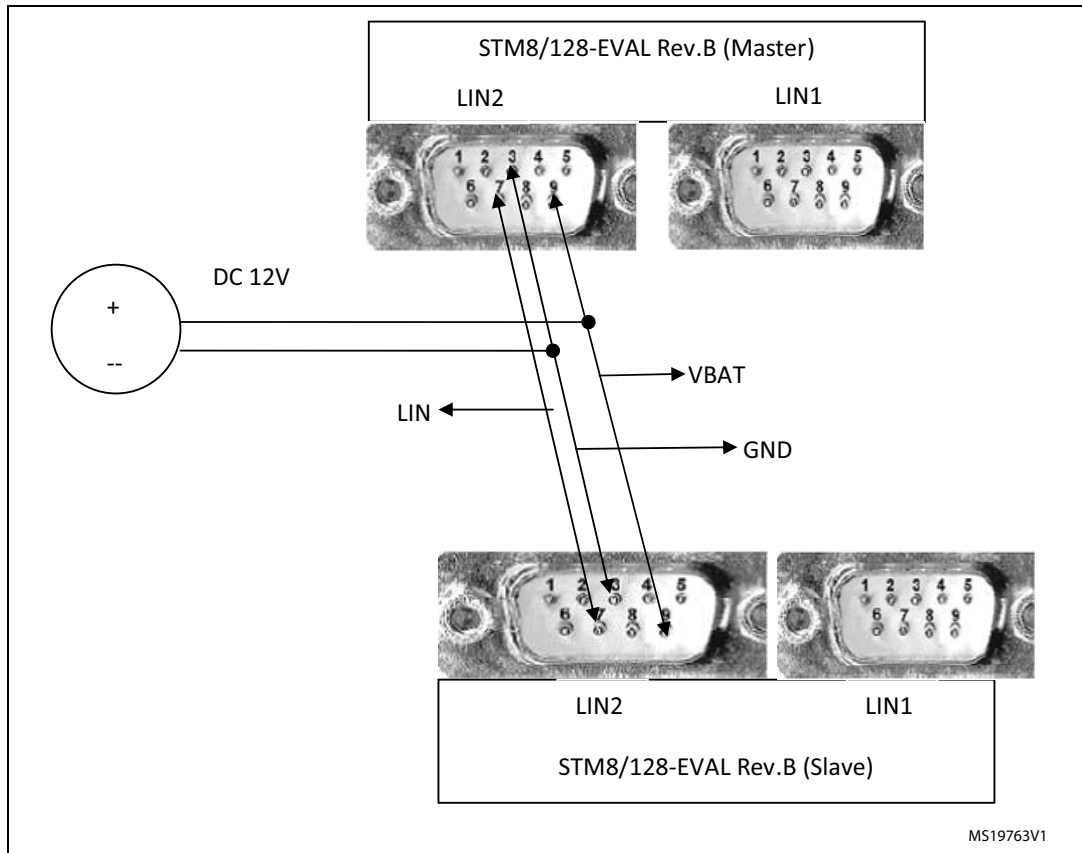 STM8/128-EVAL Rev.B (Master)
LIN2 LIN1
1 2 3 4 5
6 7 8 9
1 2 3 4 5
6 7 8 9
DC 12V
+
--
VBAT
LIN
GND
1 2 3 4 5
6 7 8 9
1 2 3 4 5
6 7 8 9
LIN2 LIN1
STM8/128-EVAL Rev.B (Slave)
MS19763V1